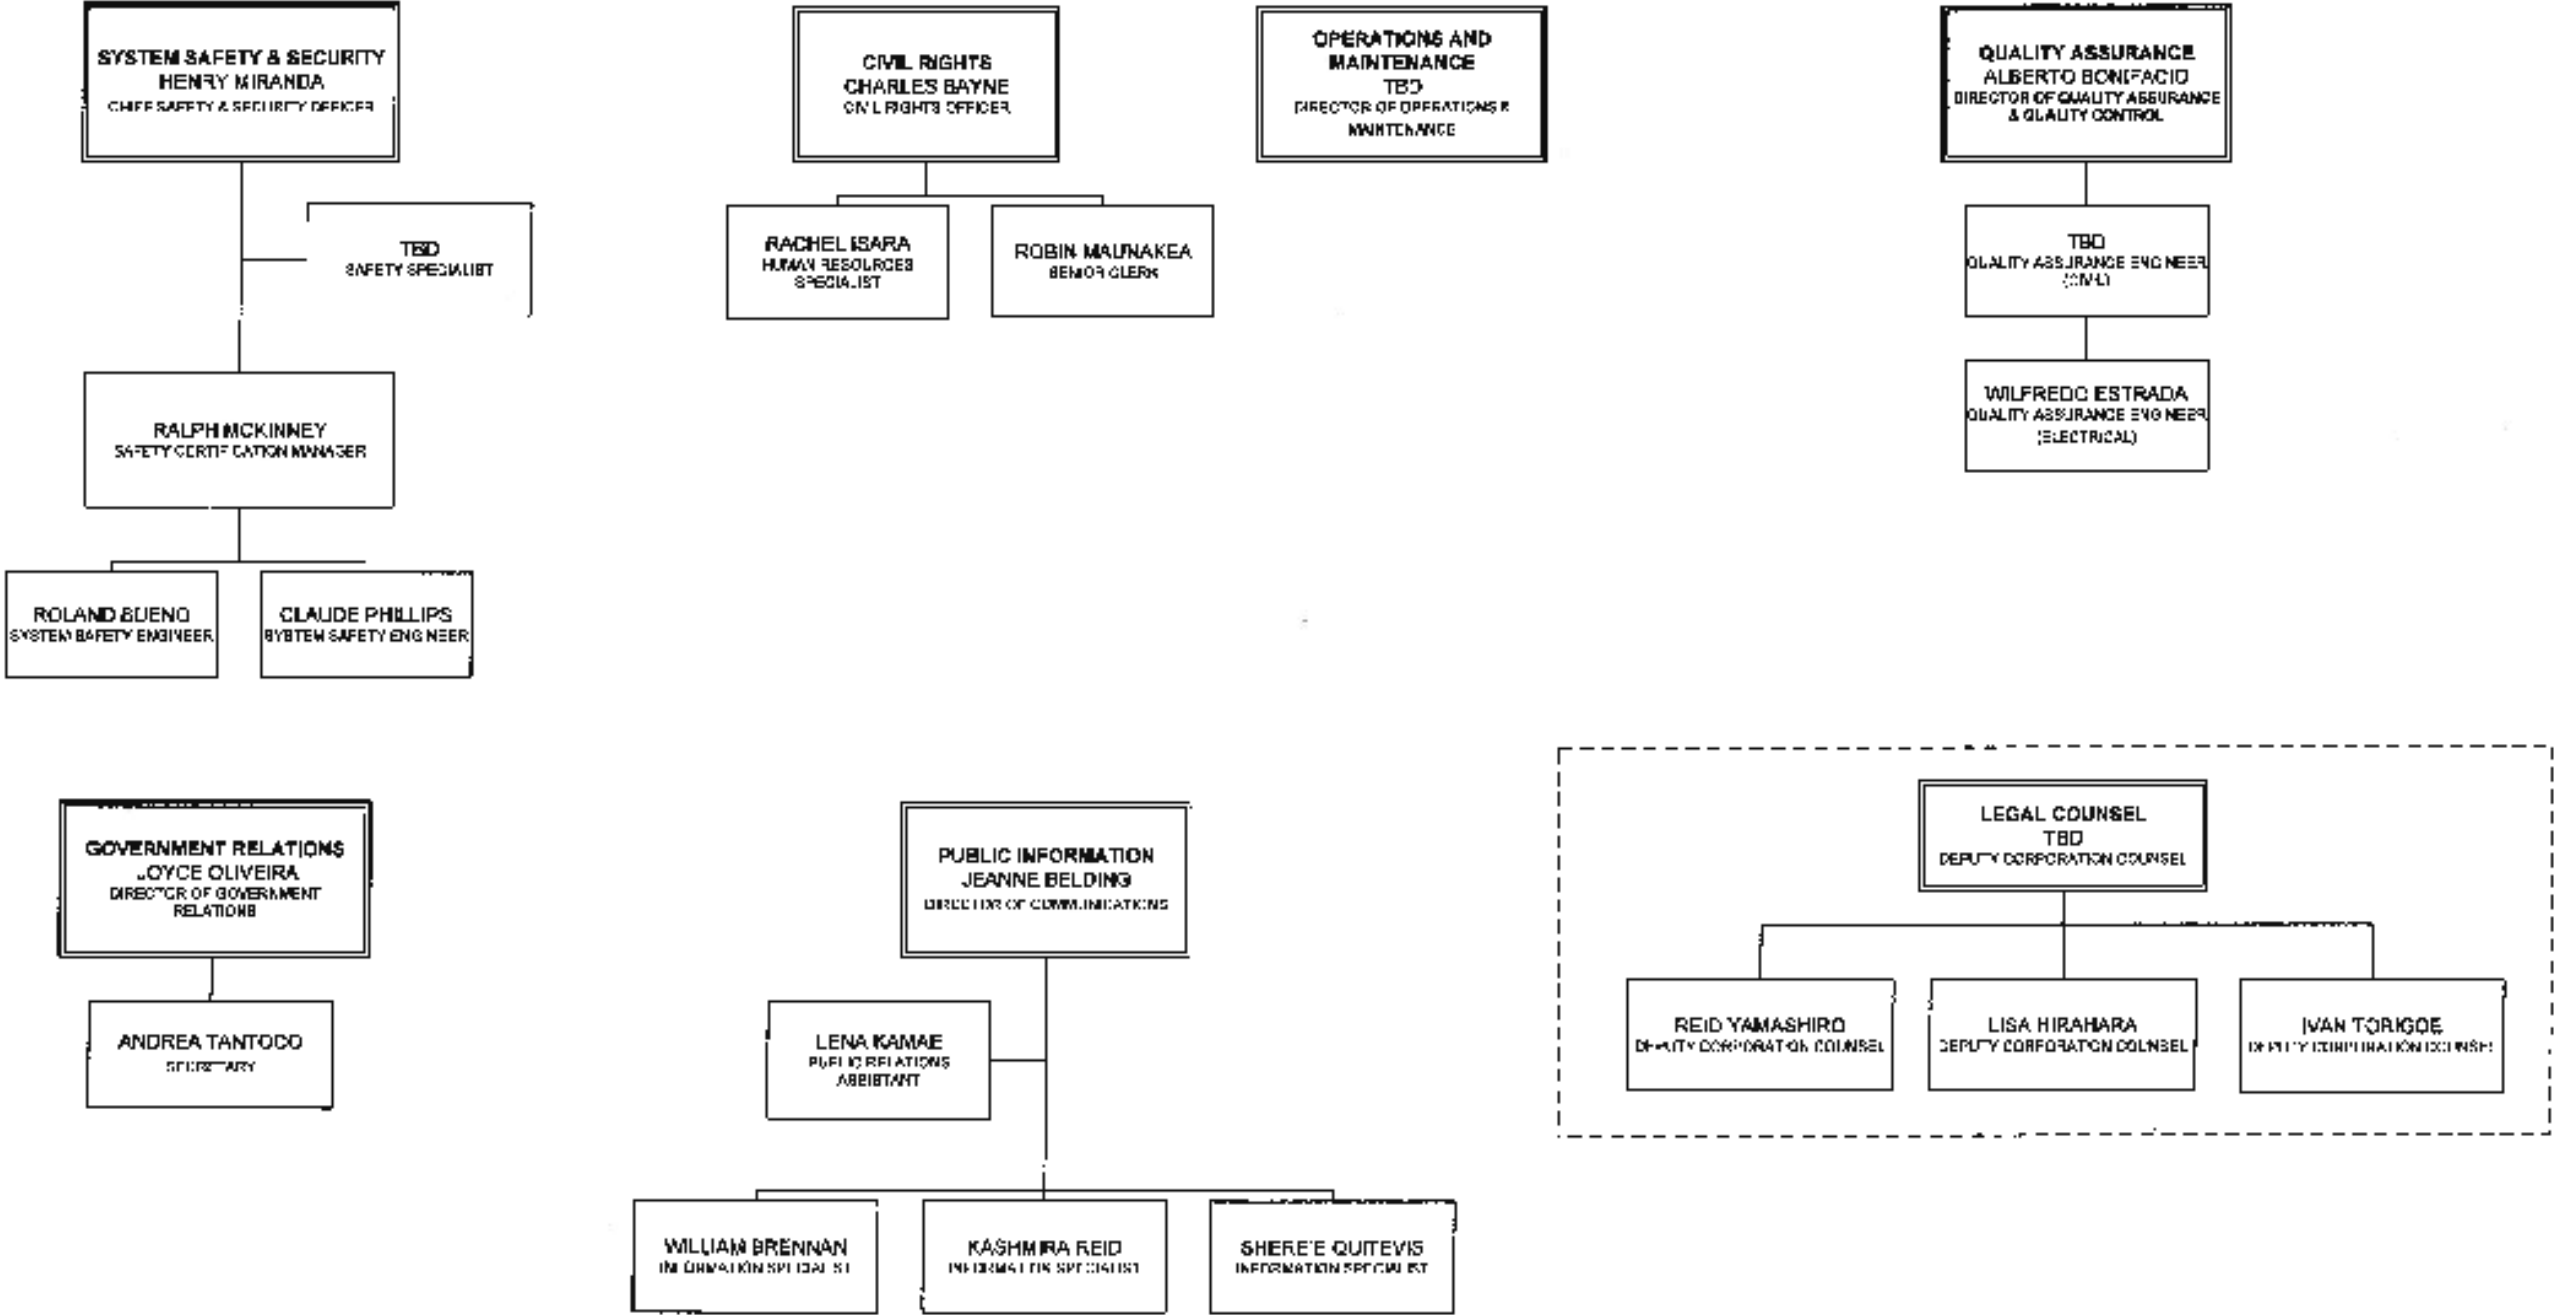 SYSTEM SAFETY & SECURITY
HENRY MIRANDA
CHIEF SAFETY & SECURITY OFFICER
TBD
SAFETY SPECIALIST
RALPH MCKINNEY
SAFETY CERTIFICATION MANAGER
ROLAND BUENO
SYSTEM SAFETY ENGINEER
CLAUDE PHILLIPS
SYSTEM SAFETY ENGINEER
CIVIL RIGHTS
CHARLES BAYNE
CIVIL RIGHTS OFFICER
RACHEL ISARA
HUMAN RESOURCES
SPECIALIST
ROBIN MAUNAKEA
SENIOR CLERK
OPERATIONS AND
MAINTENANCE
TBD
DIRECTOR OF OPERATIONS &
MAINTENANCE
QUALITY ASSURANCE
ALBERTO BONIFACIO
DIRECTOR OF QUALITY ASSURANCE
& QUALITY CONTROL
TBD
QUALITY ASSURANCE ENGINEER
(CIVIL)
WILFREDO ESTRADA
QUALITY ASSURANCE ENGINEER
(ELECTRICAL)
GOVERNMENT RELATIONS
JOYCE OLIVEIRA
DIRECTOR OF GOVERNMENT
RELATIONS
ANDREA TANTOCO
SECRETARY
PUBLIC INFORMATION
JEANNE BELDING
DIRECTOR OF COMMUNICATIONS
LENA KAMAE
PUBLIC RELATIONS
ASSISTANT
WILLIAM BRENNAN
INFORMATION SPECIALIST
KASHMIRA REID
INFORMATION SPECIALIST
SHERE'E QUITEVIS
INFORMATION SPECIALIST
LEGAL COUNSEL
TBD
DEPUTY CORPORATION COUNSEL
REID YAMASHIRO
DEPUTY CORPORATION COUNSEL
LISA HIRAHARA
DEPUTY CORPORATION COUNSEL
IVAN TORIGOE
DEPUTY CORPORATION COUNSEL